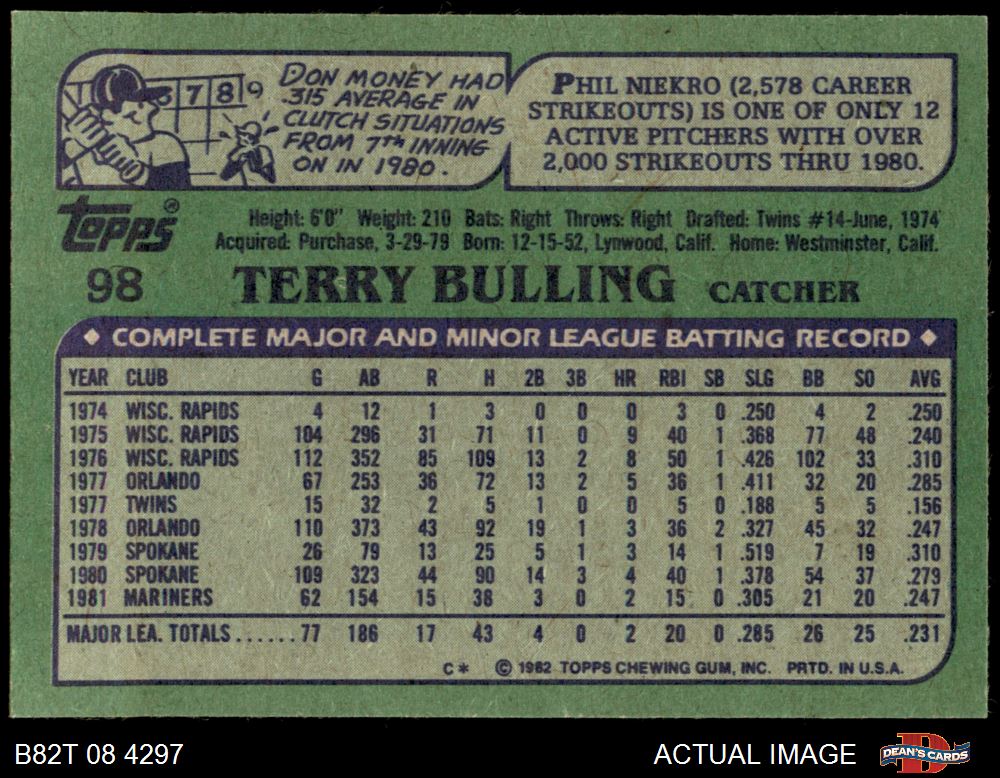 6 7 8 9
DON MONEY HAD
.315 AVERAGE IN
CLUTCH SITUATIONS
FROM 7TH INNING
ON IN 1980.
PHIL NIEKRO (2,578 CAREER
STRIKEOUTS) IS ONE OF ONLY 12
ACTIVE PITCHERS WITH OVER
2,000 STRIKEOUTS THRU 1980.
topps®
Height: 6'0" Weight: 210 Bats: Right Throws: Right Drafted: Twins #14-June, 1974
Acquired: Purchase, 3-29-79 Born: 12-15-52, Lynwood, Calif. Home: Westminster, Calif.
98 TERRY BULLING CATCHER
◆ COMPLETE MAJOR AND MINOR LEAGUE BATTING RECORD ◆
YEAR CLUB G AB R H 2B 3B HR RBI SB SLG BB SO AVG
1974 WISC. RAPIDS 4 12 1 3 0 0 0 3 0 .250 4 2 .250
1975 WISC. RAPIDS 104 296 31 71 11 0 9 40 1 .368 77 48 .240
1976 WISC. RAPIDS 112 352 85 109 13 2 8 50 1 .426 102 33 .310
1977 ORLANDO 67 253 36 72 13 2 5 36 1 .411 32 20 .285
1977 TWINS 15 32 2 5 1 0 0 5 0 .188 5 5 .156
1978 ORLANDO 110 373 43 92 19 1 3 36 2 .327 45 32 .247
1979 SPOKANE 26 79 13 25 5 1 3 14 1 .519 7 19 .310
1980 SPOKANE 109 323 44 90 14 3 4 40 1 .378 54 37 .279
1981 MARINERS 62 154 15 38 3 0 2 15 0 .305 21 20 .247
MAJOR LEA. TOTALS......77 186 17 43 4 0 2 20 0 .285 26 25 .231
C* © 1982 TOPPS CHEWING GUM, INC. PRTD. IN U.S.A.
B82T 08 4297
ACTUAL IMAGE
D
DEAN'S CARDS